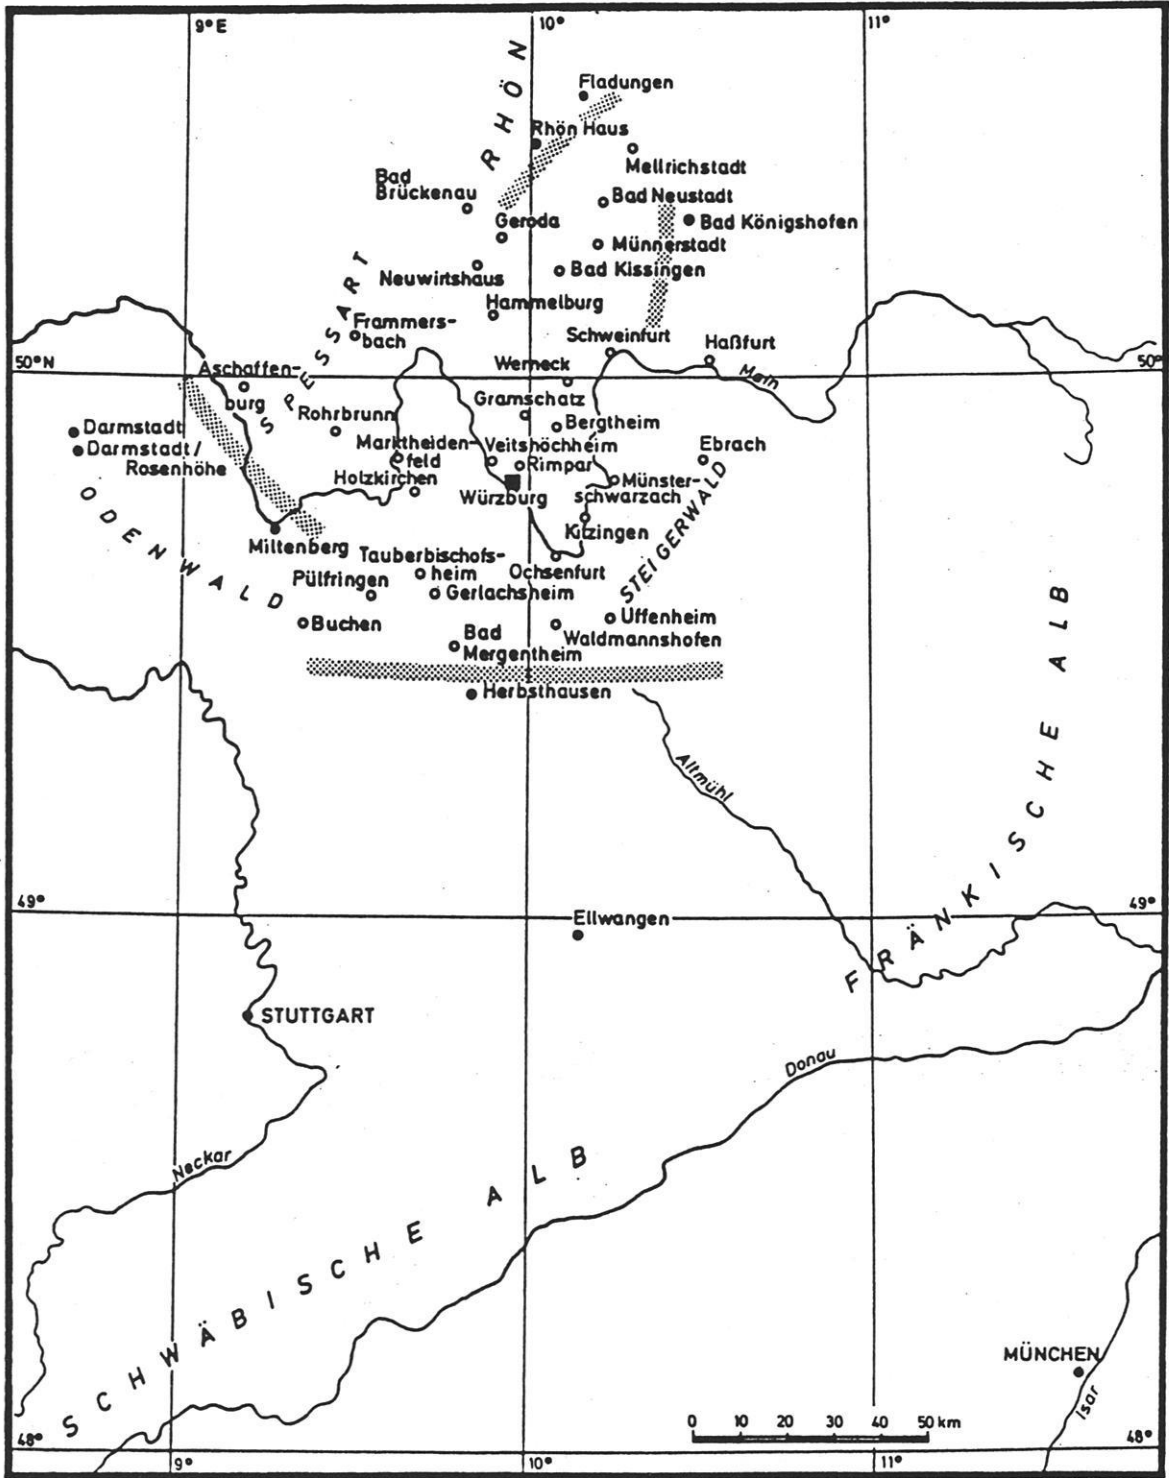 9° E
10°
11°
RHÖN
Fladungen
Rhön Haus
Mellrichstadt
Bad
Brückenau
Bad Neustadt
Bad Königshofen
Geroda
Münnerstadt
Neuwirtshaus
Bad Kissingen
Hammelburg
SPESSART
Frammers-
bach
Schweinfurt
Haßfurt
50° N
50°
Aschaffen-
burg
Werneck
Main
Gramschatz
Rohrbrunn
Bergtheim
Darmstadt
Darmstadt/
Rosenhöhe
Marktheiden-
feld
Veitshöchheim
Rimpar
Ebrach
Holzkirchen
Würzburg
Münster-
schwarzach
ODENWALD
Kitzingen
STEIGERWALD
Miltenberg
Tauberbischofs-
heim
Ochsenfurt
Pülfringen
Gerlachsheim
Buchen
Uffenheim
Waldmannshofen
Bad
Mergentheim
Herbsthausen
Altmühl
FRÄNKISCHE ALB
49°
49°
Ellwangen
STUTTGART
Donau
Neckar
SCHWÄBISCHE ALB
MÜNCHEN
Isar
0 10 20 30 40 50 km
48°
48°
9°
10°
11°